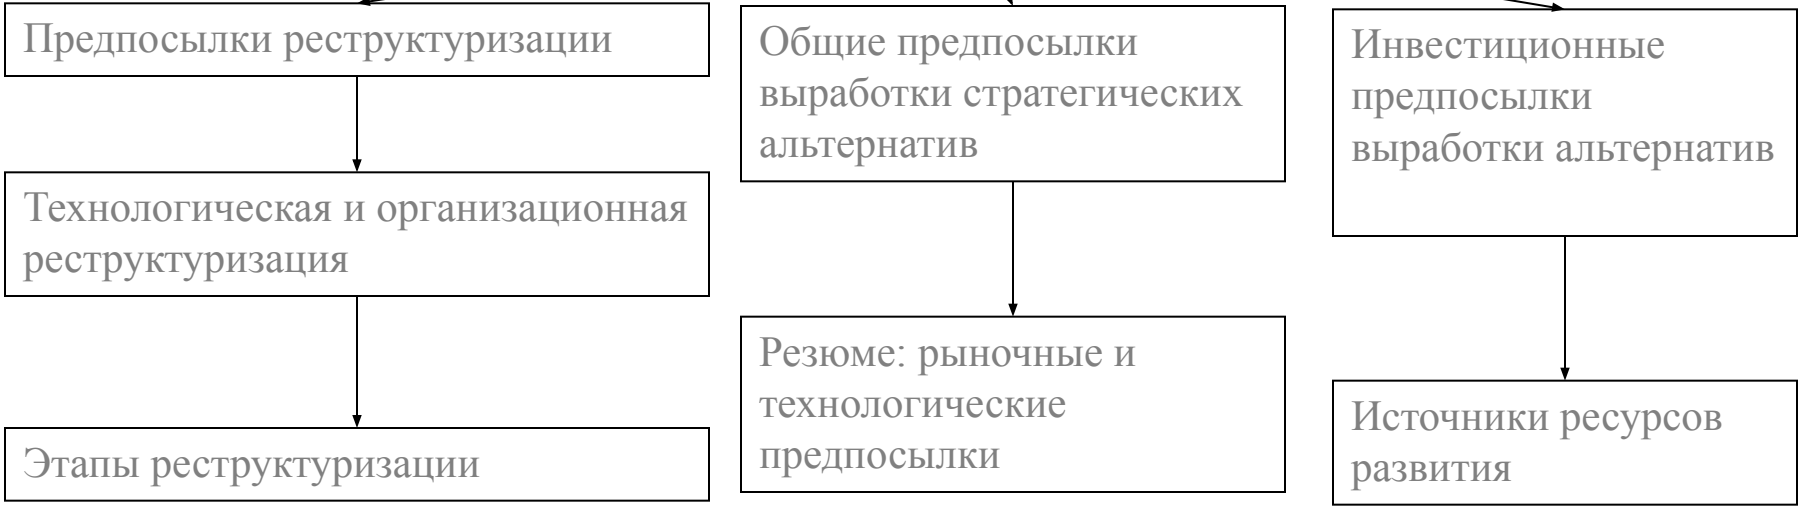 Предпосылки реструктуризации
Технологическая и организационная
реструктуризация
Этапы реструктуризации
Общие предпосылки
выработки стратегических
альтернатив
Резюме: рыночные и
технологические
предпосылки
Инвестиционные
предпосылки
выработки альтернатив
Источники ресурсов
развития